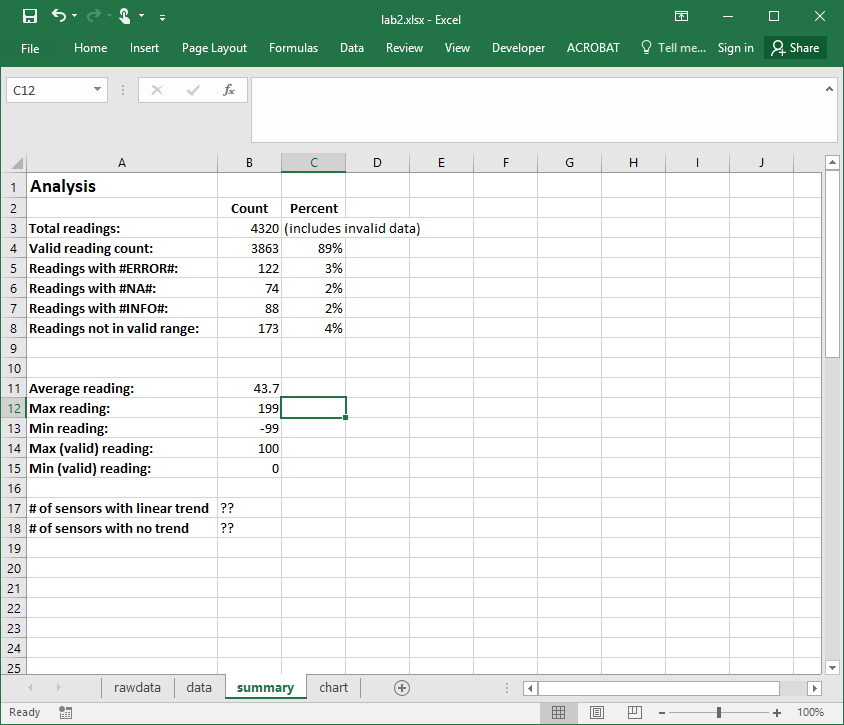 lab2.xlsx - Excel
File Home Insert Page Layout Formulas Data Review View Developer ACROBAT Tell me... Sign in Share
C12 fx
A B C D E F G H I J
1 Analysis
2 Count Percent
3 Total readings: 4320 (includes invalid data)
4 Valid reading count: 3863 89%
5 Readings with #ERROR#: 122 3%
6 Readings with #NA#: 74 2%
7 Readings with #INFO#: 88 2%
8 Readings not in valid range: 173 4%
9
10
11 Average reading: 43.7
12 Max reading: 199
13 Min reading: -99
14 Max (valid) reading: 100
15 Min (valid) reading: 0
16
17 # of sensors with linear trend ??
18 # of sensors with no trend ??
19
20
21
22
23
24
25
rawdata data summary chart
Ready 100%